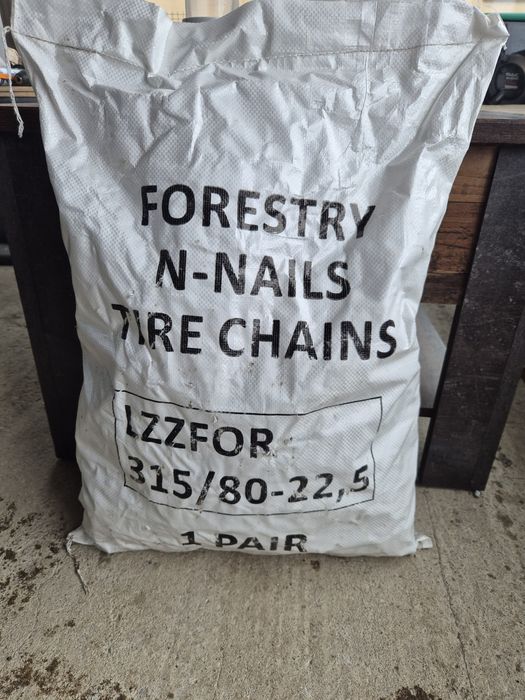 FORESTRY
N-NAILS
TIRE CHAINS
LZZFOR
315/80-22,5
1 PAIR